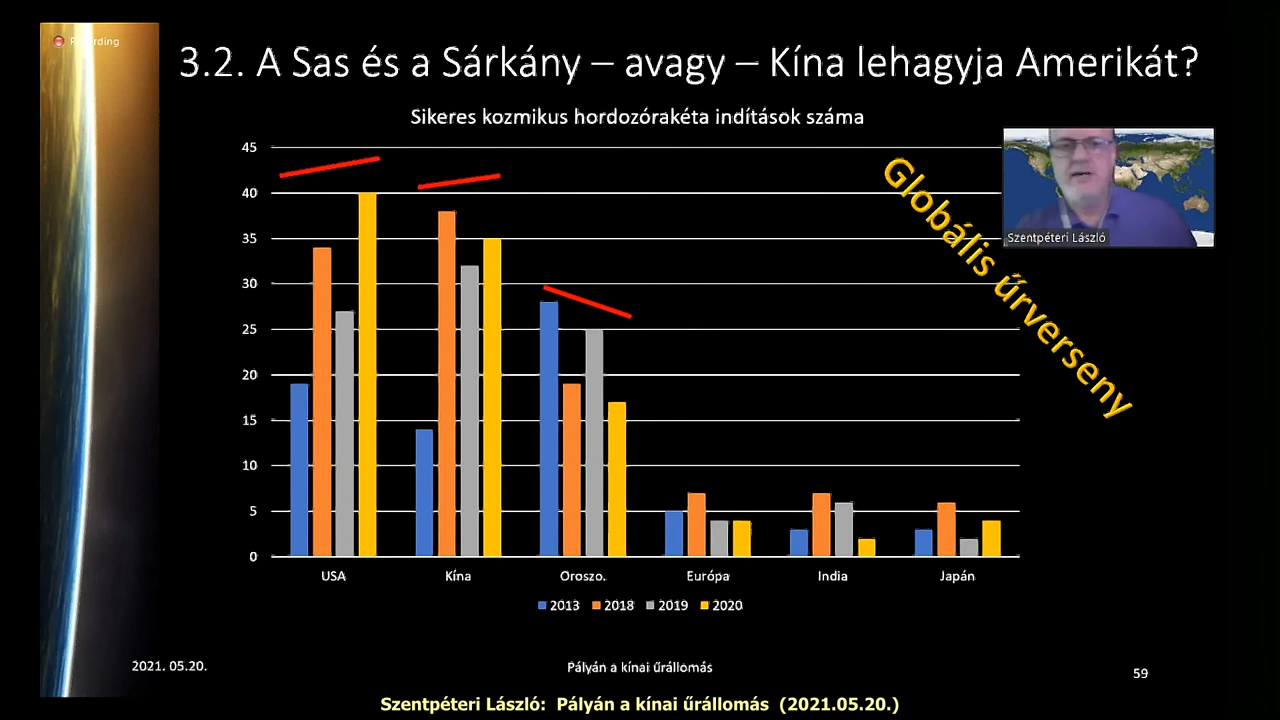 Recording
3.2. A Sas és a Sárkány – avagy – Kína lehagyja Amerikát?
Sikeres kozmikus hordozórakéta indítások száma
45
40
35
30
25
20
15
10
5
0
USA Kína Oroszo. Európa India Japán
2013 2018 2019 2020
Globális űrverseny
Szentpéteri László
2021. 05.20.
Pályán a kínai űrállomás
59
Szentpéteri László: Pályán a kínai űrállomás (2021.05.20.)